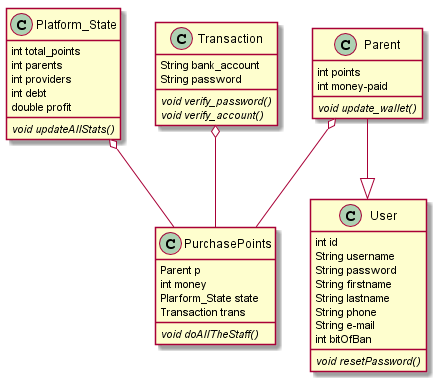 C Platform_State
int total_points
int parents
int providers
int debt
double profit
void updateAllStats()
C Transaction
String bank_account
String password
void verify_password()
void verify_account()
C Parent
int points
int money-paid
void update_wallet()
C PurchasePoints
Parent p
int money
Plarform_State state
Transaction trans
void doAllTheStaff()
C User
int id
String username
String password
String firstname
String lastname
String phone
String e-mail
int bitOfBan
void resetPassword()